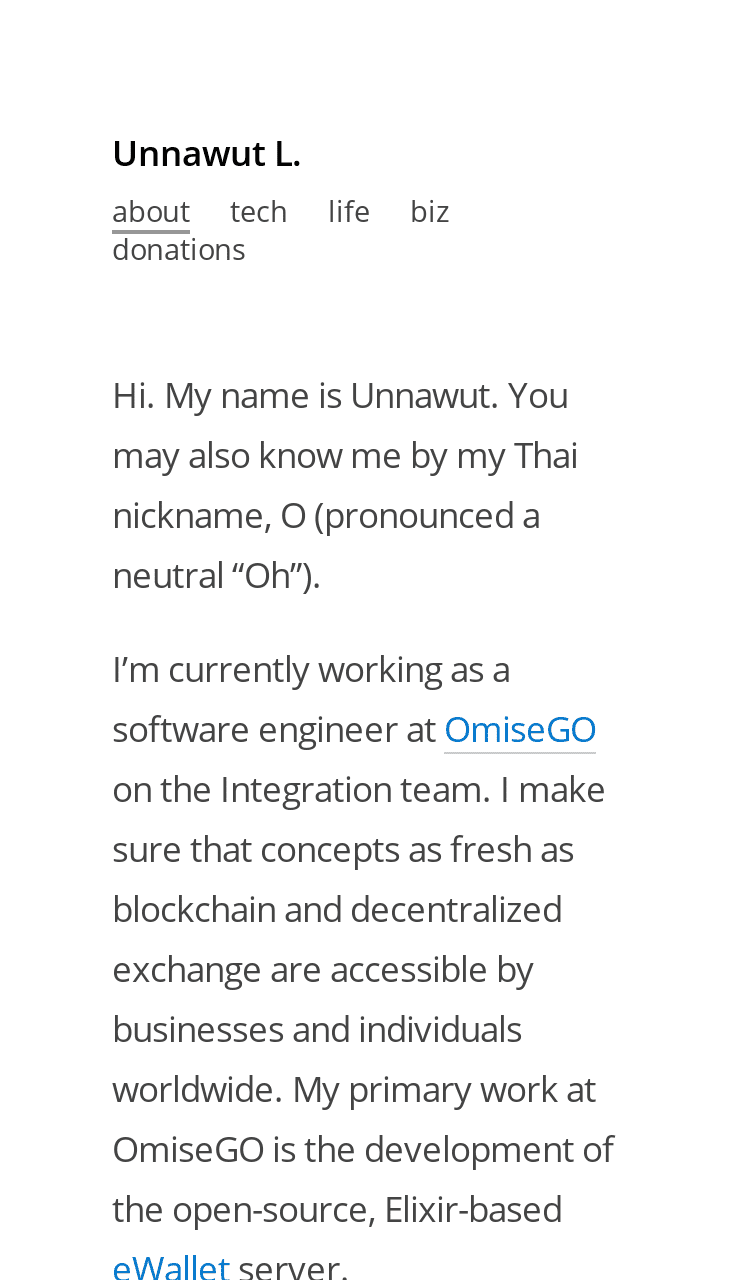 Unnawut L.
about tech life biz
donations
Hi. My name is Unnawut. You
may also know me by my Thai
nickname, O (pronounced a
neutral “Oh”).
I’m currently working as a
software engineer at OmiseGO
on the Integration team. I make
sure that concepts as fresh as
blockchain and decentralized
exchange are accessible by
businesses and individuals
worldwide. My primary work at
OmiseGO is the development of
the open-source, Elixir-based
eWallet server.